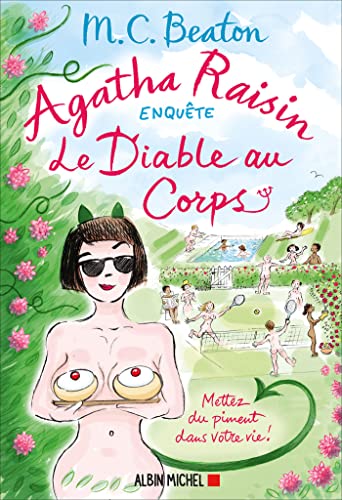 M.C. Beaton
Agatha Raisin
ENQUÊTE
Le Diable au
Corps
Mettez
du piment
dans votre vie!
ALBIN MICHEL